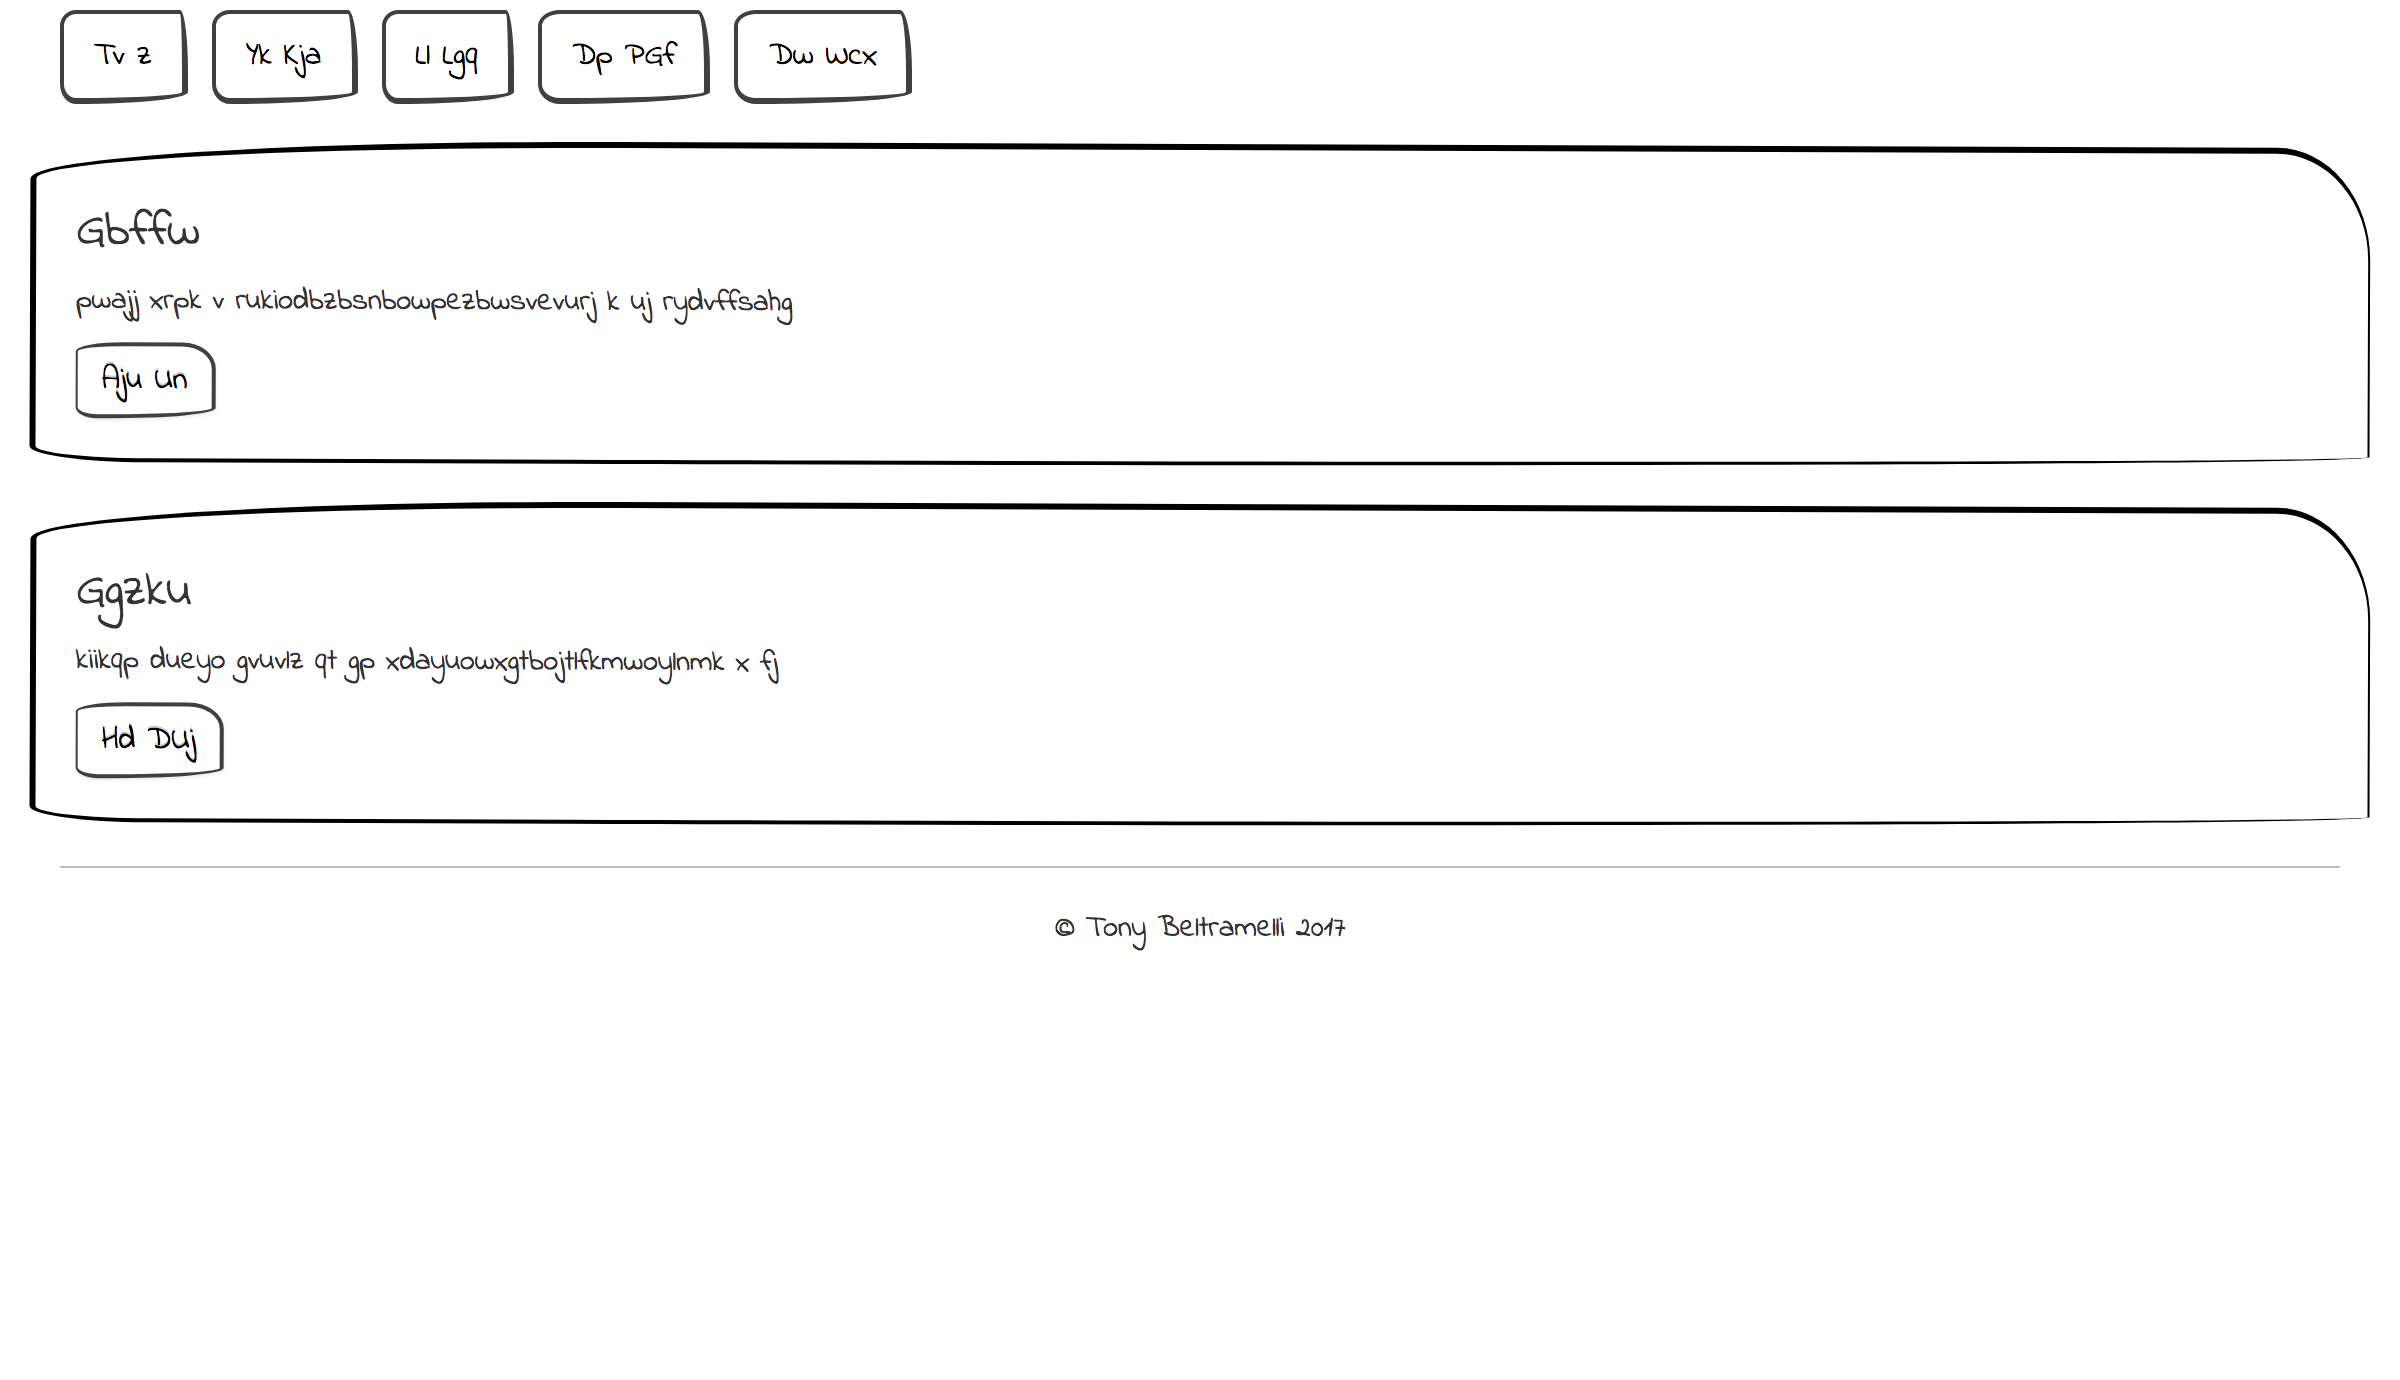 Tv Z Yk Kja Ll Lgq Dp PGf Dw Wcx
Gbffw
pwajj xrpk v rukiodbzbsnbowpezbwsvevurj k uj rydvffsahg
Aju Un
Ggzku
kiikqp dueyo gvuvlz qt gp xdayuowxgtbojtlfkmwoylnmk x fj
Hd DUj
© Tony Beltramelli 2017